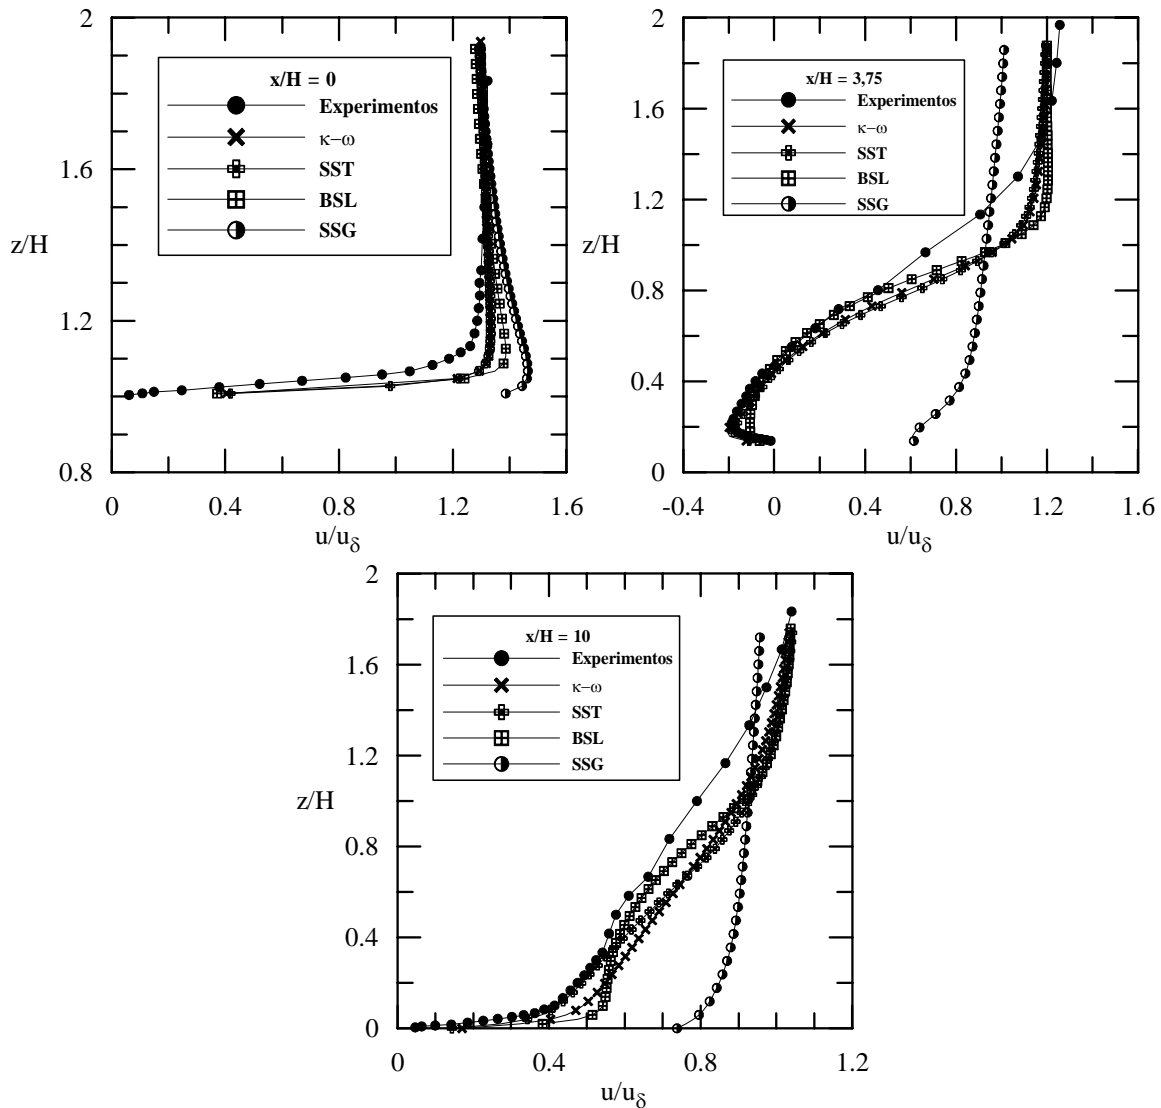 2
x/H = 0
Experimentos
κ−ω
SST
BSL
SSG
1.6
z/H
1.2
0.8
0
0.4
0.8
1.2
1.6
u/uδ
2
x/H = 3,75
Experimentos
κ−ω
SST
BSL
SSG
1.6
1.2
z/H
0.8
0.4
0
-0.4
0
0.4
0.8
1.2
1.6
u/uδ
2
x/H = 10
Experimentos
κ−ω
SST
BSL
SSG
1.6
1.2
z/H
0.8
0.4
0
0
0.4
0.8
1.2
u/uδ